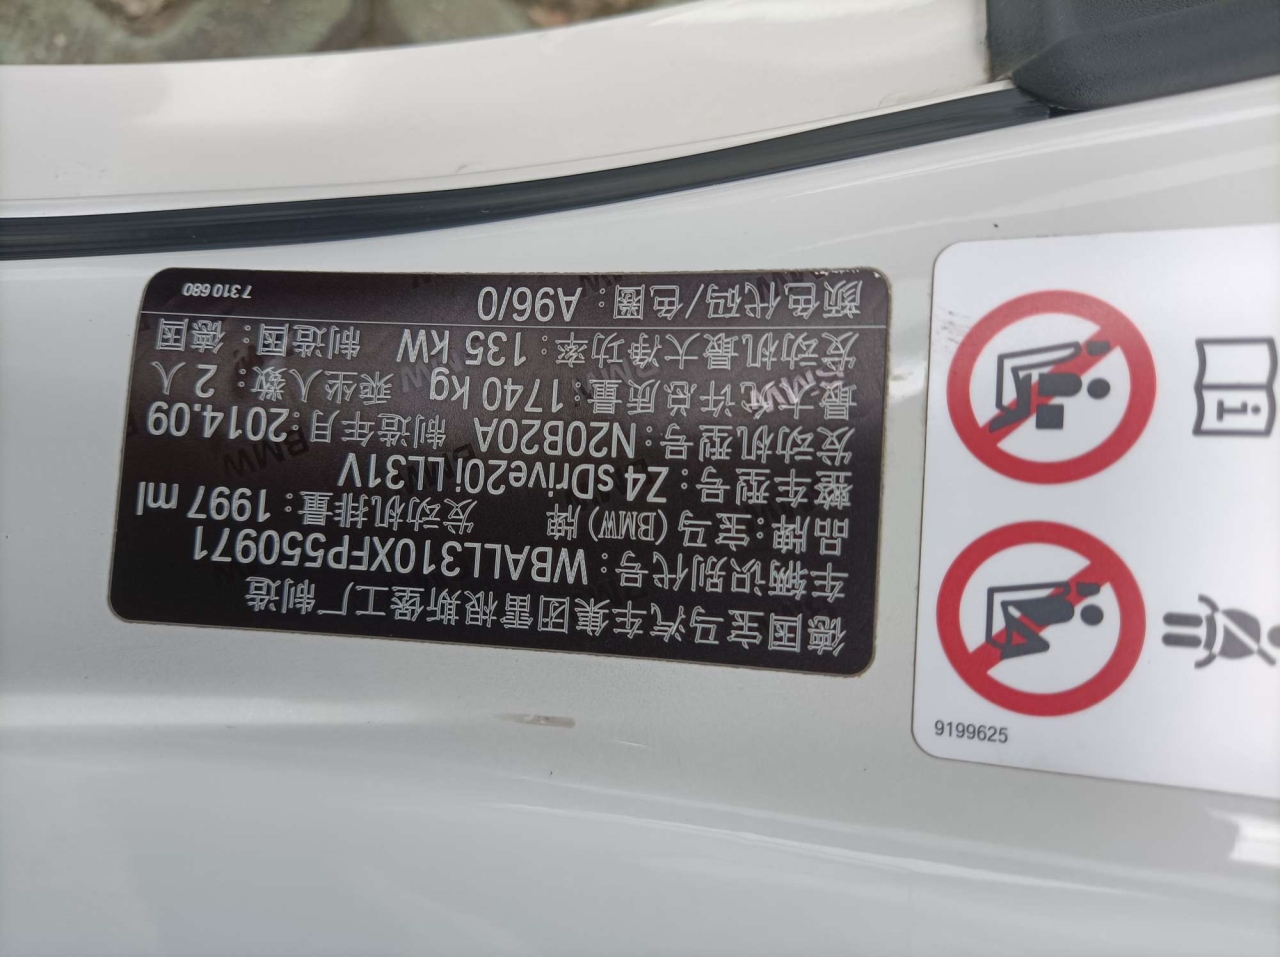 德国宝马汽车集团雷根斯堡工厂 制造
车辆识别代号：WBALL310XFP550971
品牌：宝马（BMW）牌 发动机排量：1997 ml
整车型号：Z4 sDrive20i LL31V
发动机型号：N20B20A 制造年月：2014.09
最大允许总质量：1740 kg 乘坐人数：2 人
发动机最大净功率：135 kW 制造国：德国
颜色代码/色圈：A96/0
7 310 680
9199625